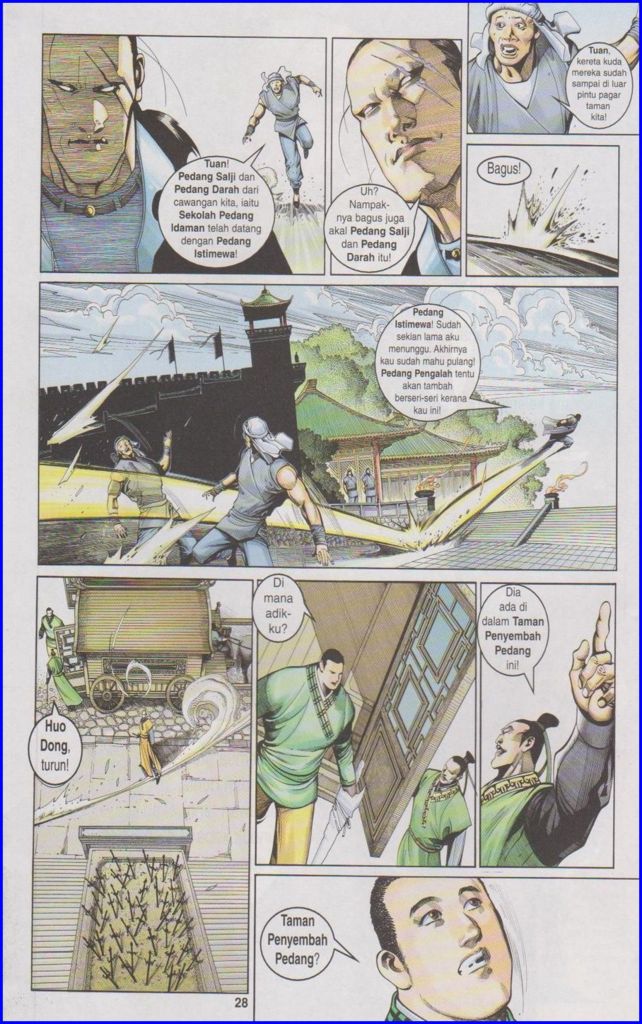 Tuan!
Pedang Salji dan
Pedang Darah dari
cawangan kita, iaitu
Sekolah Pedang
Idaman telah datang
dengan Pedang
Istimewa!
Uh?
Nampak-
nya bagus juga
akal Pedang Salji
dan Pedang
Darah itu!
Tuan,
kereta kuda
mereka sudah
sampai di luar
pintu pagar
taman
kita!
Bagus!
Pedang
Istimewa! Sudah
sekian lama aku
menunggu. Akhirnya
kau sudah mahu pulang!
Pedang Pengalah tentu
akan tambah
berseri-seri kerana
kau ini!
Huo
Dong,
turun!
Di
mana
adik-
ku?
Dia
ada di
dalam Taman
Penyembah
Pedang
ini!
Taman
Penyembah
Pedang?
28